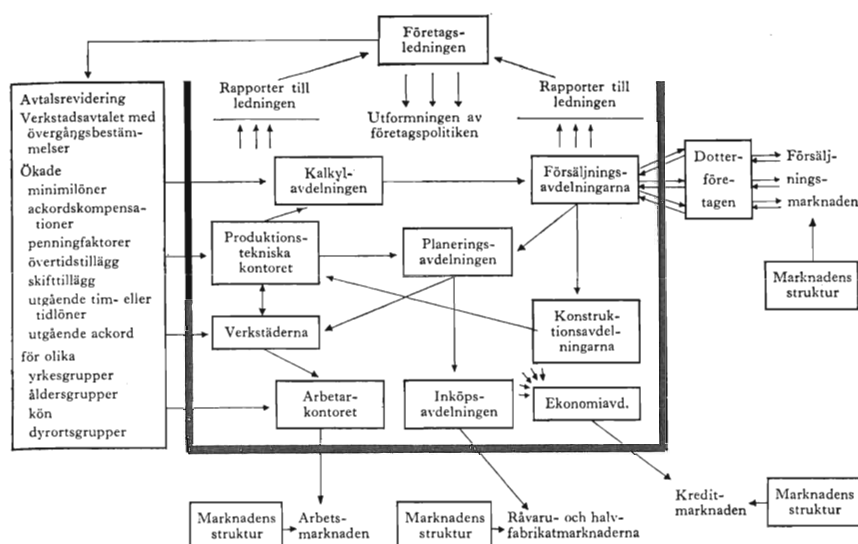 Företags-
ledningen
Rapporter till
ledningen
Utformningen av
företagspolitiken
Rapporter till
ledningen
Avtalsrevidering
Verkstadsavtalet med
övergångsbestäm-
melser
Ökade
minimilöner
ackordskompensa-
tioner
penningfaktorer
övertidstillägg
skifttillägg
utgående tim- eller
tidlöner
utgående ackord
för olika
yrkesgrupper
åldersgrupper
kön
dyrortsgrupper
Kalkyl-
avdelningen
Försäljnings-
avdelningarna
Dotter-
före-
tagen
Försälj-
nings-
marknaden
Produktions-
tekniska
kontoret
Planerings-
avdelningen
Marknadens
struktur
Verkstäderna
Konstruk-
tionsavdel-
ningarna
Arbetar-
kontoret
Inköps-
avdelningen
Ekonomiavd.
Marknadens
struktur
Arbets-
marknaden
Marknadens
struktur
Råvaru- och halv-
fabrikatmarknaderna
Kredit-
marknaden
Marknadens
struktur